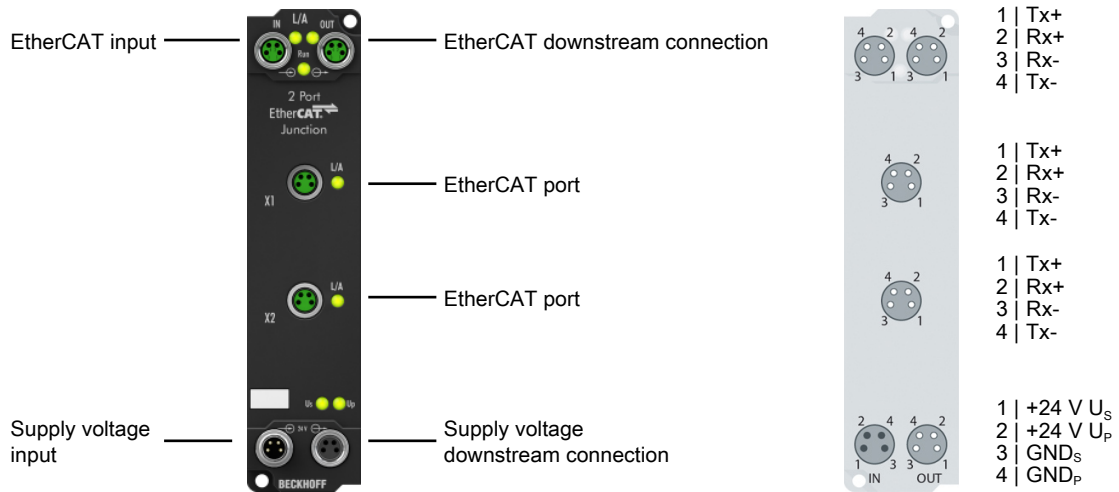 EtherCAT input
IN L/A OUT
Run
EtherCAT downstream connection
2 Port
EtherCAT
Junction
X1
L/A
EtherCAT port
X2
L/A
EtherCAT port
Us Up
24V
Supply voltage
input
Supply voltage
downstream connection
BECKHOFF
4 2 4 2
3 1 3 1
1 | Tx+
2 | Rx+
3 | Rx-
4 | Tx-
4 2
3 1
1 | Tx+
2 | Rx+
3 | Rx-
4 | Tx-
4 2
3 1
1 | Tx+
2 | Rx+
3 | Rx-
4 | Tx-
2 4 4 2
1 3 3 1
IN OUT
1 | +24 V US
2 | +24 V UP
3 | GNDS
4 | GNDP